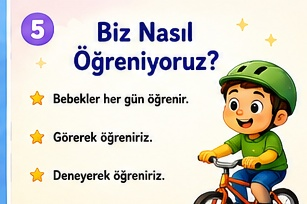 5
Biz Nasıl
Öğreniyoruz?
Bebekler her gün öğrenir.
Görerek öğreniriz.
Deneyerek öğreniriz.